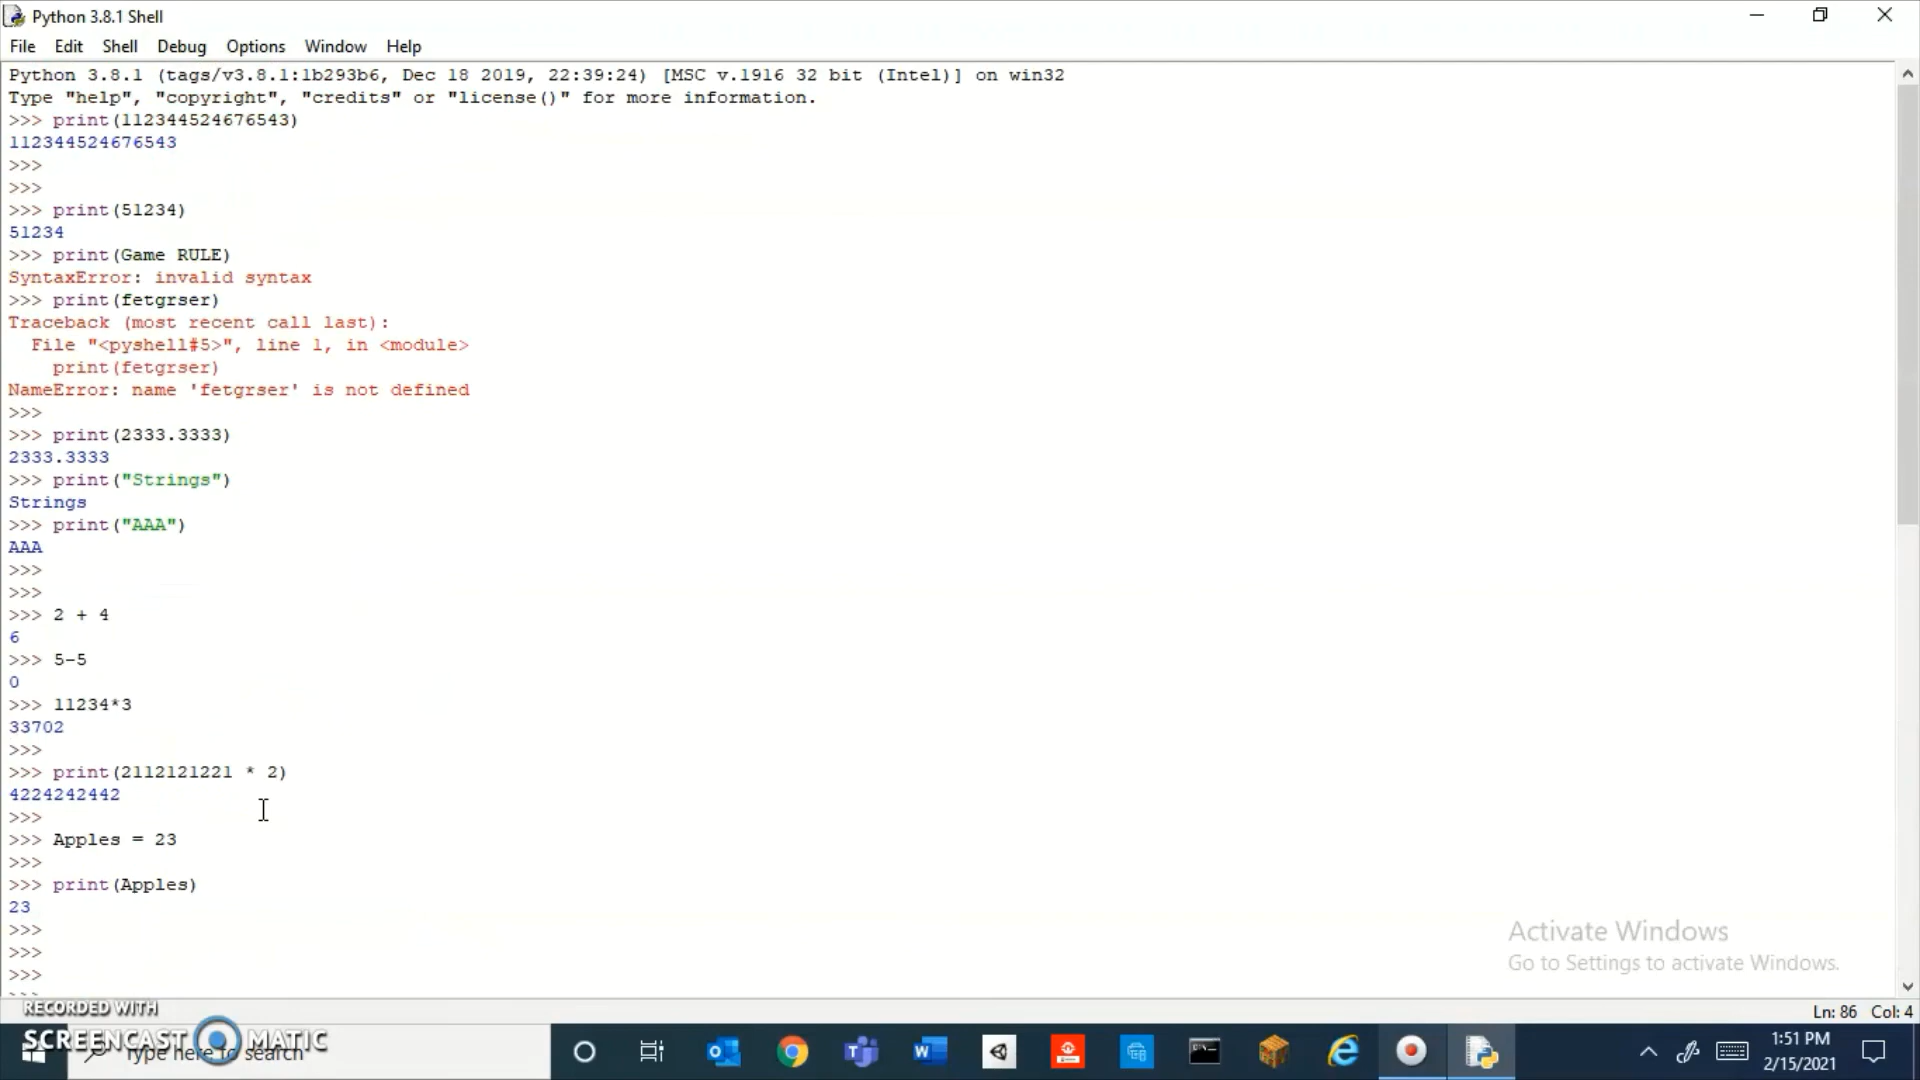 Python 3.8.1 Shell
File Edit Shell Debug Options Window Help
Python 3.8.1 (tags/v3.8.1:1b293b6, Dec 18 2019, 22:39:24) [MSC v.1916 32 bit (Intel)] on win32
Type "help", "copyright", "credits" or "license()" for more information.
>>> print(112344524676543)
112344524676543
>>>
>>>
>>> print(51234)
51234
>>> print(Game RULE)
SyntaxError: invalid syntax
>>> print(fetgrser)
Traceback (most recent call last):
  File "<pyshell#5>", line 1, in <module>
    print(fetgrser)
NameError: name 'fetgrser' is not defined
>>>
>>> print(2333.3333)
2333.3333
>>> print("Strings")
Strings
>>> print("AAA")
AAA
>>>
>>>
>>> 2 + 4
6
>>> 5-5
0
>>> 11234*3
33702
>>>
>>> print(2112121221 * 2)
4224242442
>>>
>>> Apples = 23
>>>
>>> print(Apples)
23
>>>
>>>
>>>
Activate Windows
Go to Settings to activate Windows.
Ln: 86 Col: 4
RECORDED WITH
SCREENCAST MATIC
Type here to search
1:51 PM
2/15/2021